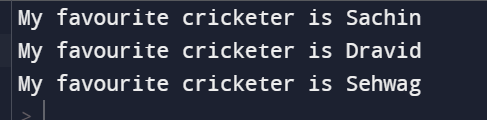 My favourite cricketer is Sachin
My favourite cricketer is Dravid
My favourite cricketer is Sehwag
>